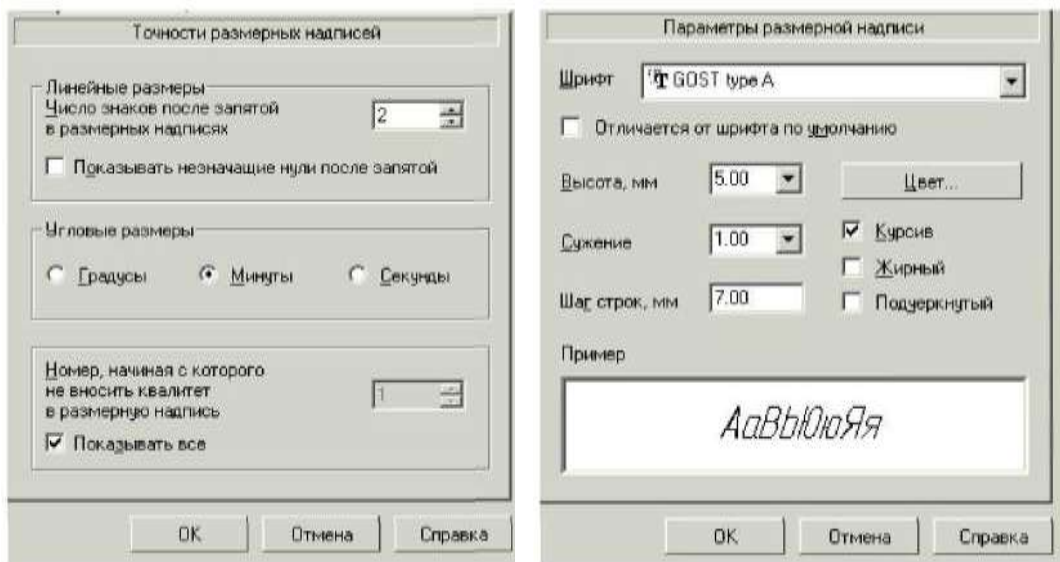 Точности размерных надписей
Линейные размеры
Число знаков после запятой
в размерных надписях
2
Показывать незначащие нули после запятой
Угловые размеры
Градусы
Минуты
Секунды
Номер, начиная с которого
не вносить квалитет
в размерную надпись
1
Показывать все
OK
Отмена
Справка
Параметры размерной надписи
Шрифт
GOST type A
Отличается от шрифта по умолчанию
Высота, мм
5.00
Цвет...
Сужение
1.00
Курсив
Жирный
Шаг строк, мм
7.00
Подчеркнутый
Пример
АаВЬЮюЯя
OK
Отмена
Справка